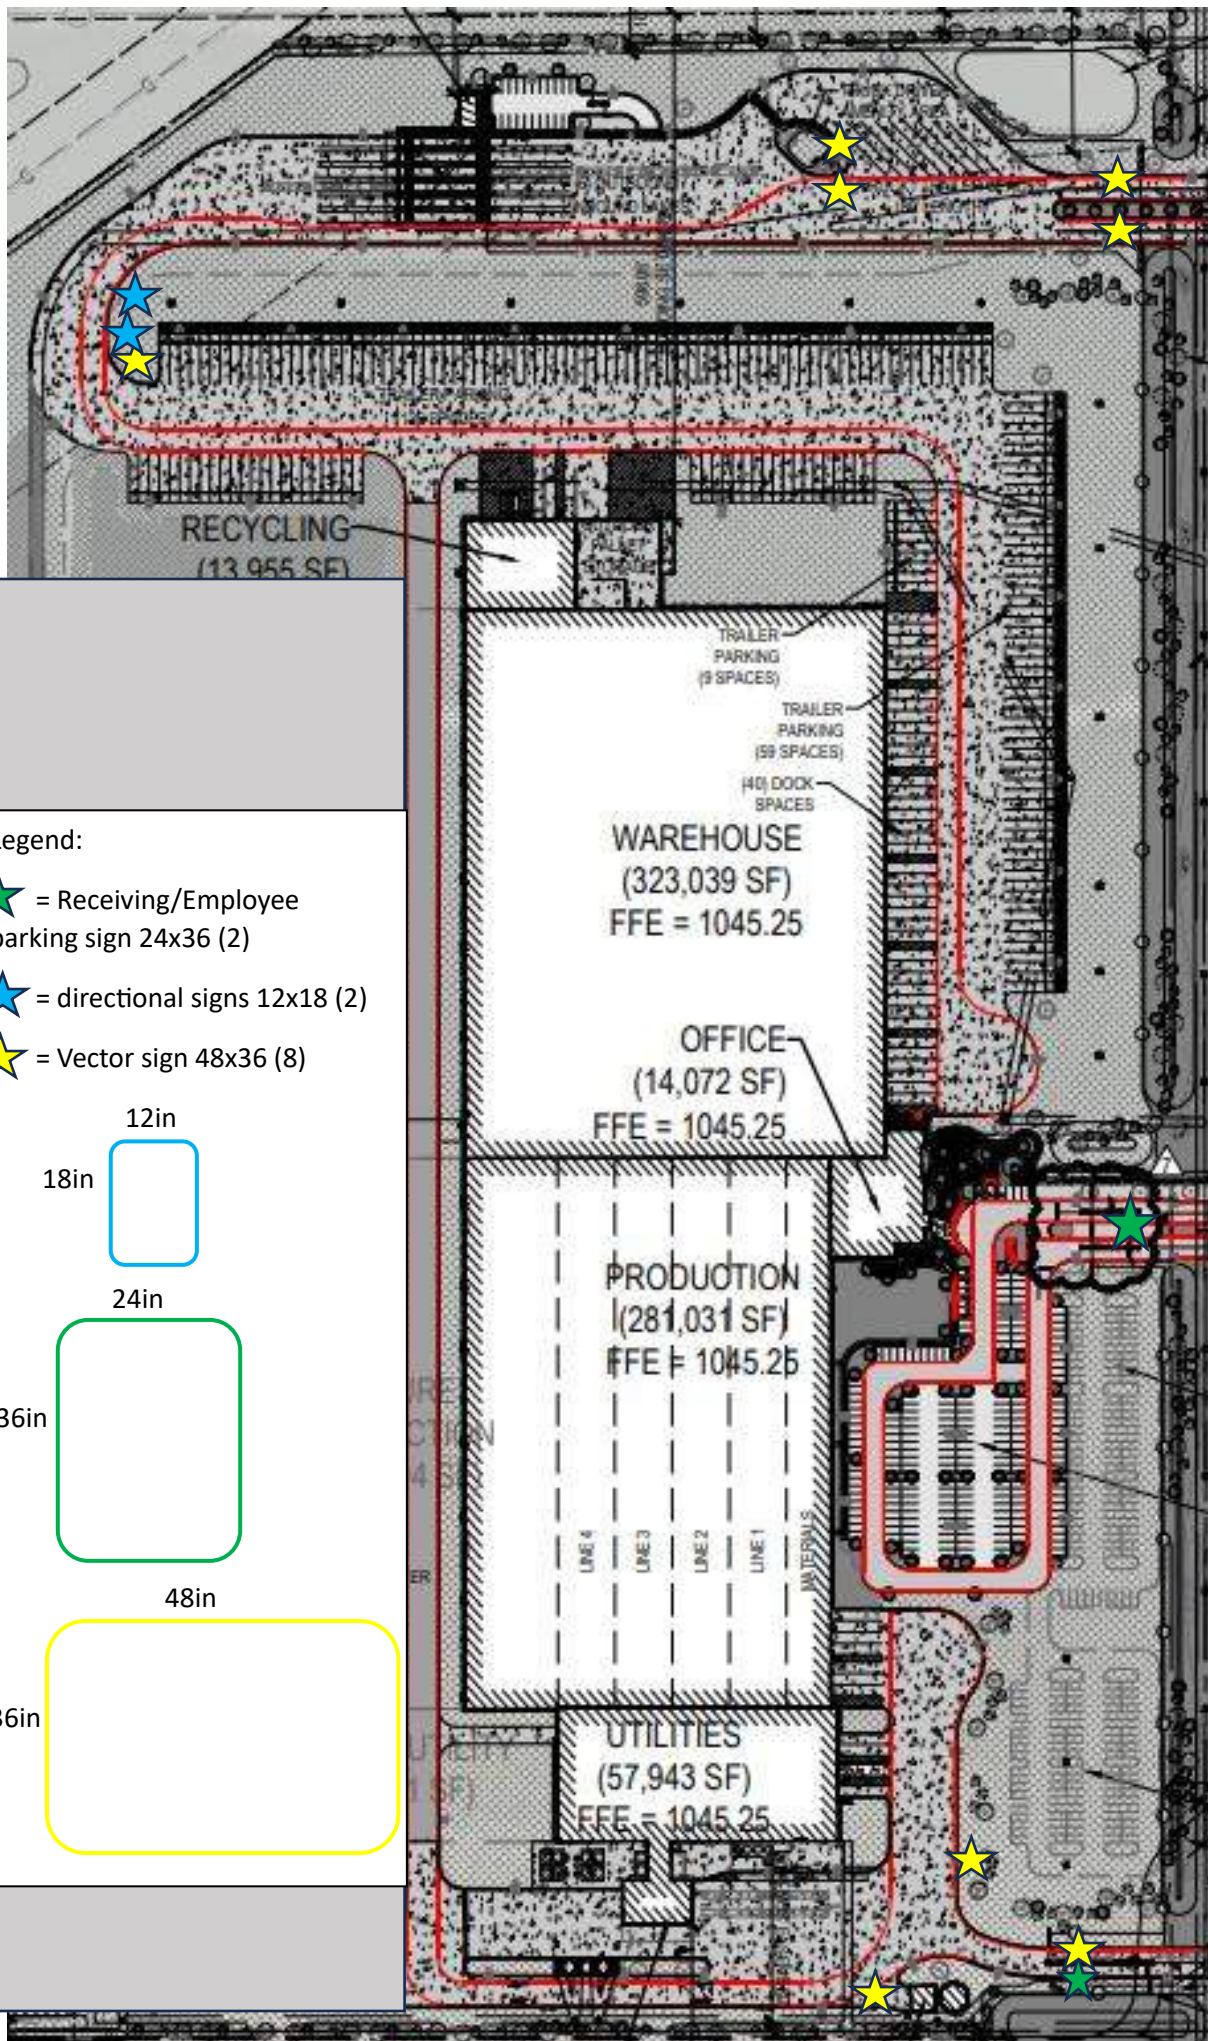 RECYCLING
(13,955 SF)
TRAILER
PARKING
(9 SPACES)
TRAILER
PARKING
(59 SPACES)
(40) DOCK
SPACES
WAREHOUSE
(323,039 SF)
FFE = 1045.25
OFFICE
(14,072 SF)
FFE = 1045.25
PRODUCTION
(281,031 SF)
FFE = 1045.25
LINE 4
LINE 3
LINE 2
LINE 1
MATERIALS
UTILITIES
(57,943 SF)
FFE = 1045.25
Legend:
= Receiving/Employee
parking sign 24x36 (2)
= directional signs 12x18 (2)
= Vector sign 48x36 (8)
12in
18in
24in
36in
48in
36in